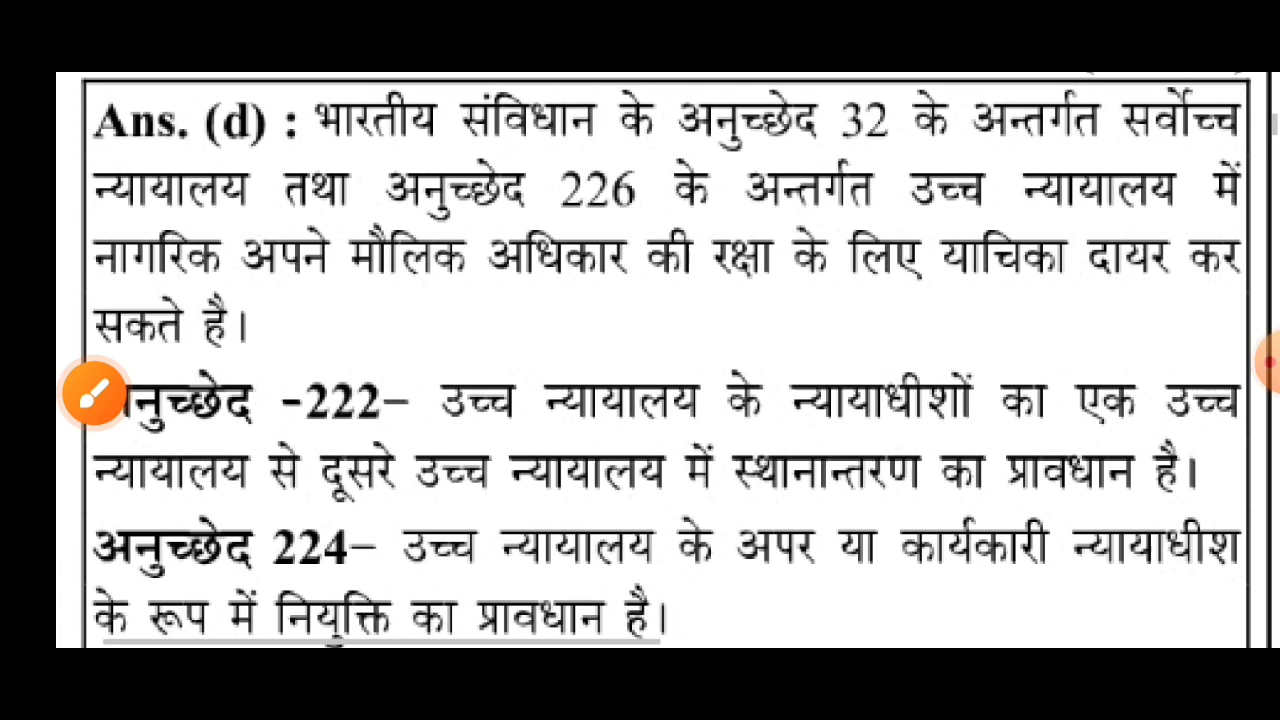 Ans. (d) : भारतीय संविधान के अनुच्छेद 32 के अन्तर्गत सर्वोच्च
न्यायालय तथा अनुच्छेद 226 के अन्तर्गत उच्च न्यायालय में
नागरिक अपने मौलिक अधिकार की रक्षा के लिए याचिका दायर कर
सकते है।
नुच्छेद -222– उच्च न्यायालय के न्यायाधीशों का एक उच्च
न्यायालय से दूसरे उच्च न्यायालय में स्थानान्तरण का प्रावधान है।
अनुच्छेद 224– उच्च न्यायालय के अपर या कार्यकारी न्यायाधीश
के रूप में नियुक्ति का प्रावधान है।